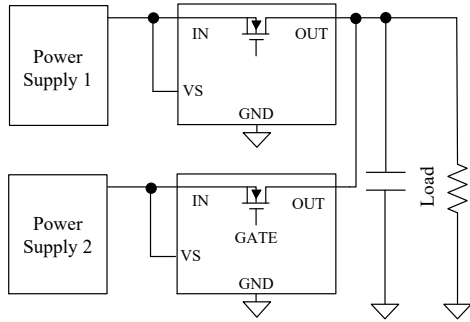 Power
Supply 1
IN
OUT
VS
GND
Load
Power
Supply 2
IN
OUT
GATE
VS
GND